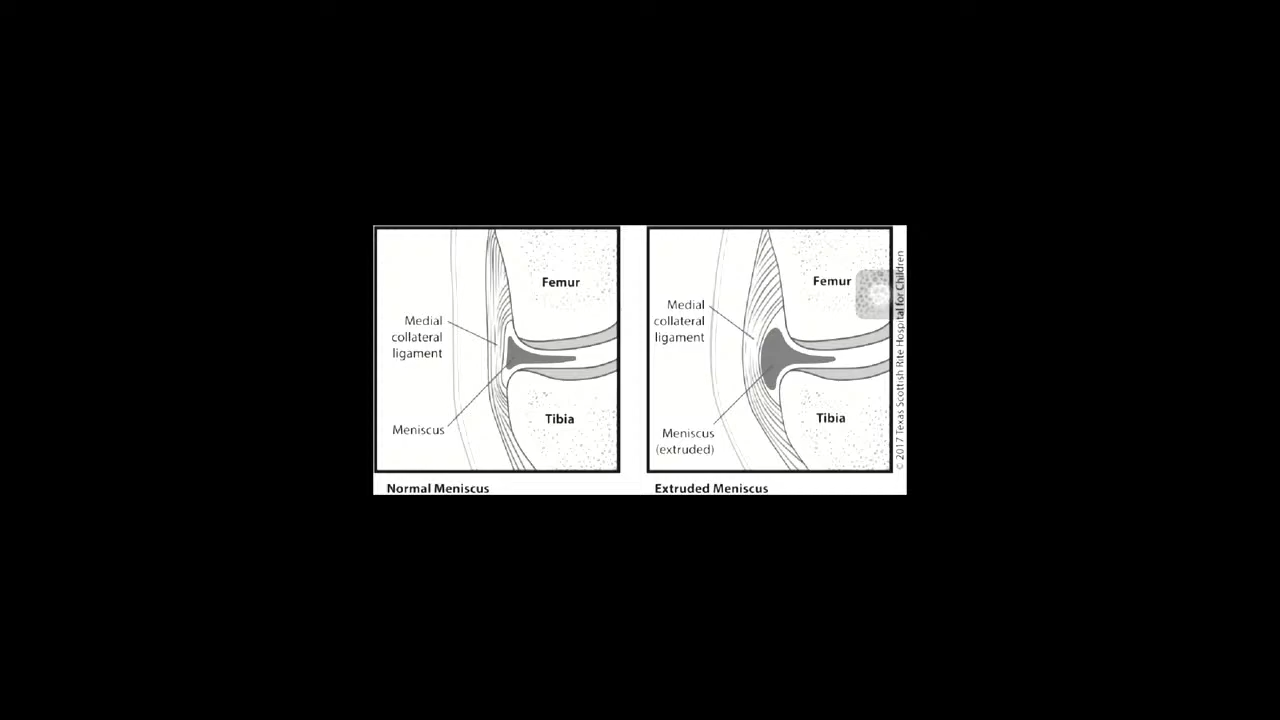 Femur
Medial
collateral
ligament
Meniscus
Tibia
Normal Meniscus
Femur
Medial
collateral
ligament
Meniscus
(extruded)
Tibia
Extruded Meniscus
© 2017 Texas Scottish Rite Hospital for Children